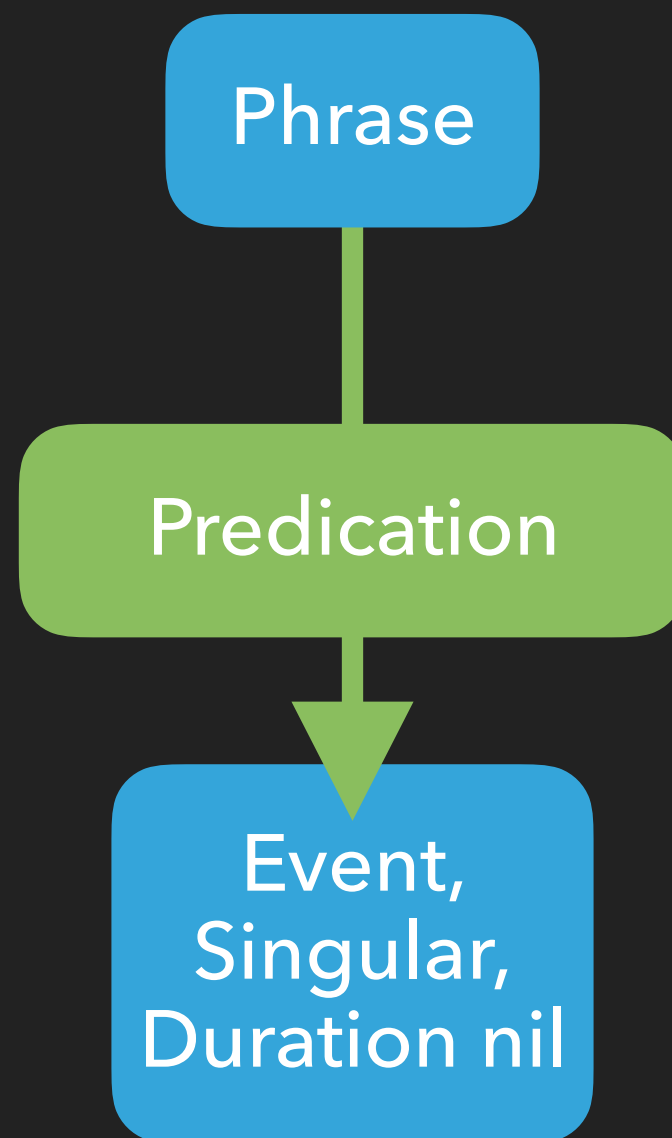 Phrase
Predication
Event,
Singular,
Duration nil